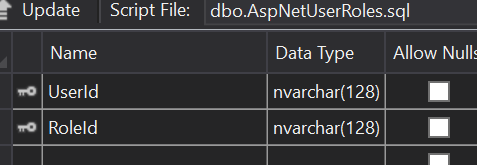 Update Script File: dbo.AspNetUserRoles.sql
Name Data Type Allow Nulls
UserId nvarchar(128)
RoleId nvarchar(128)